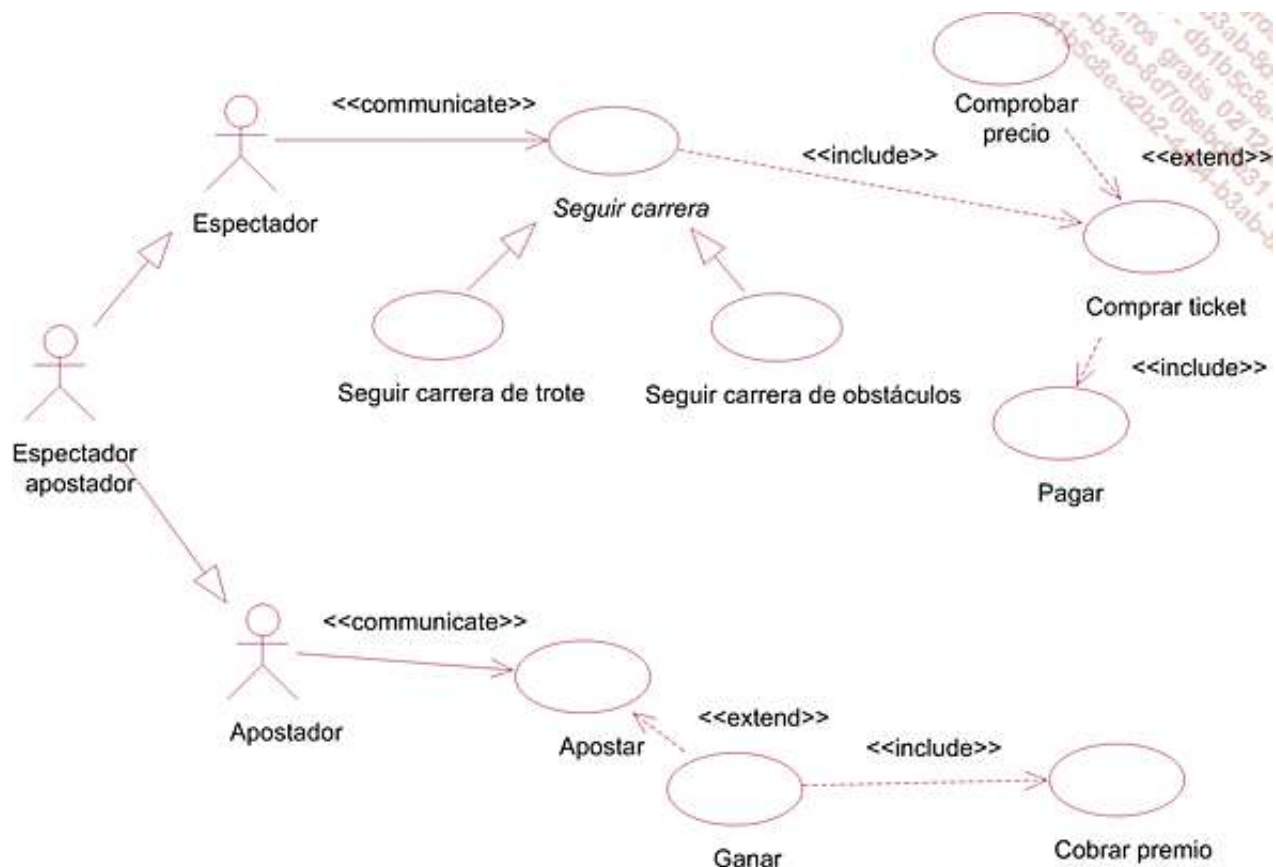 <<communicate>>
Espectador
Seguir carrera
<<include>>
Comprobar
precio
<<extend>>
Comprar ticket
<<include>>
Pagar
Seguir carrera de trote
Seguir carrera de obstáculos
Espectador
apostador
<<communicate>>
Apostador
Apostar
<<extend>>
Ganar
<<include>>
Cobrar premio